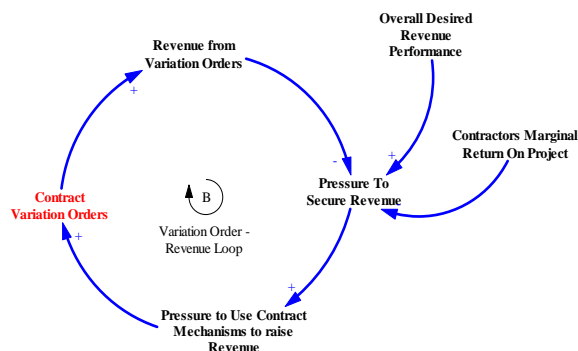 Overall Desired
Revenue
Performance
Revenue from
Variation Orders
+
Contractors Marginal
Return On Project
+
-
Pressure To
Secure Revenue
Contract
Variation Orders
B
Variation Order -
Revenue Loop
+
+
Pressure to Use Contract
Mechanisms to raise
Revenue